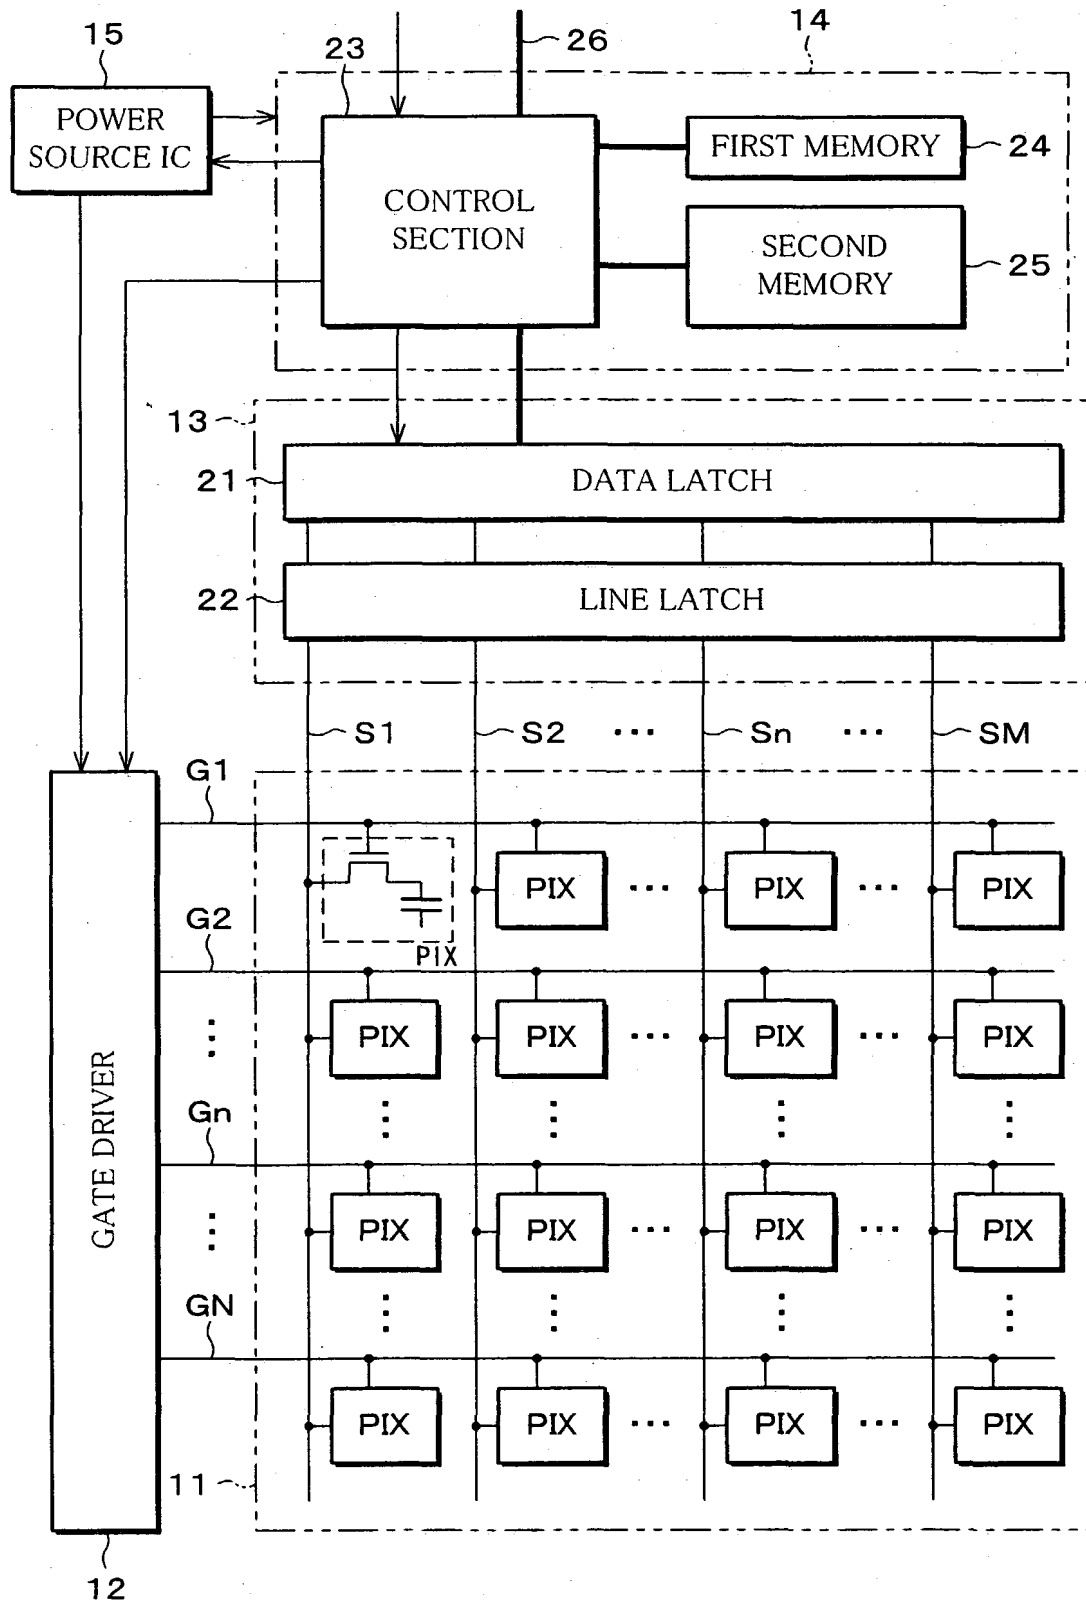 15
23
26
14
POWER
SOURCE IC
FIRST MEMORY
24
CONTROL
SECTION
SECOND
MEMORY
25
13
21
DATA LATCH
22
LINE LATCH
S1 S2 ... Sn ... SM
G1
PIX ... PIX ... PIX
G2
PIX
PIX PIX ... PIX ... PIX
Gn
PIX PIX ... PIX ... PIX
GN
PIX PIX ... PIX ... PIX
GATE DRIVER
11
12